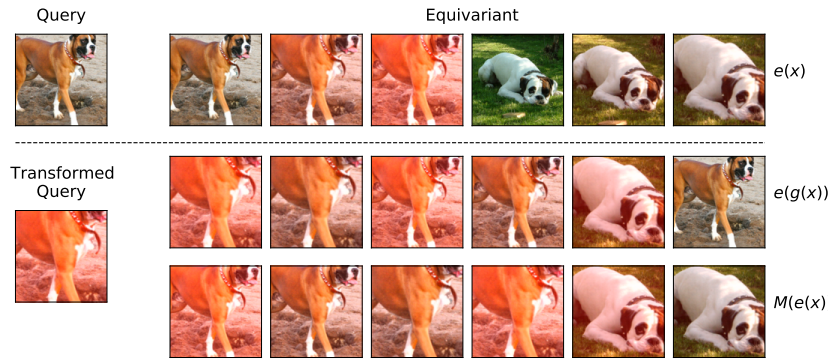 Query
Equivariant
e(x)
Transformed
Query
e(g(x))
M(e(x)